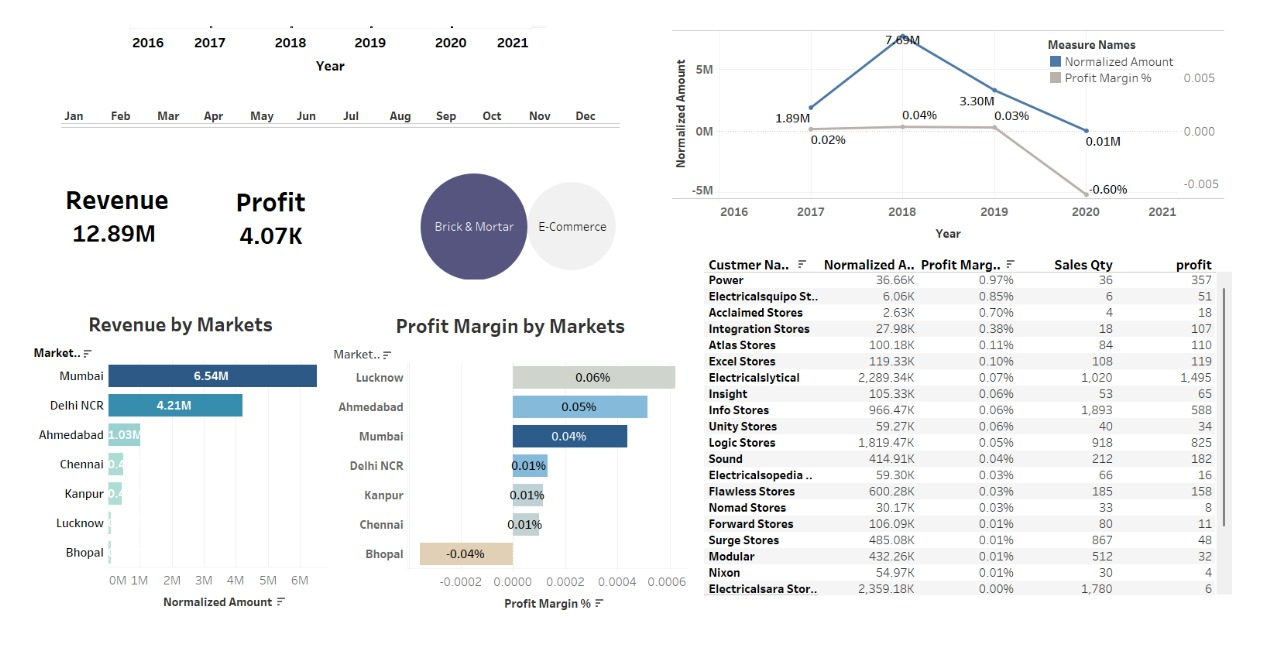 2016 2017 2018 2019 2020 2021
Year
Jan Feb Mar Apr May Jun Jul Aug Sep Oct Nov Dec
Revenue
12.89M
Profit
4.07K
Brick & Mortar
E-Commerce
Revenue by Markets
Market..
Mumbai 6.54M
Delhi NCR 4.21M
Ahmedabad 1.03M
Chennai 0.4
Kanpur 0.4
Lucknow
Bhopal
0M 1M 2M 3M 4M 5M 6M
Normalized Amount
Profit Margin by Markets
Market..
Lucknow 0.06%
Ahmedabad 0.05%
Mumbai 0.04%
Delhi NCR 0.01%
Kanpur 0.01%
Chennai 0.01%
Bhopal -0.04%
-0.0002 0.0000 0.0002 0.0004 0.0006
Profit Margin %
Normalized Amount
5M
0M
-5M
7.69M
1.89M
3.30M
0.01M
0.02%
0.04%
0.03%
-0.60%
Measure Names
Normalized Amount
Profit Margin %
0.005
0.000
-0.005
2016 2017 2018 2019 2020 2021
Year
Custmer Na.. Normalized A.. Profit Marg.. Sales Qty profit
Power 36.66K 0.97% 36 357
Electricalsquipo St.. 6.06K 0.85% 6 51
Acclaimed Stores 2.63K 0.70% 4 18
Integration Stores 27.98K 0.38% 18 107
Atlas Stores 100.18K 0.11% 84 110
Excel Stores 119.33K 0.10% 108 119
Electricalslytical 2,289.34K 0.07% 1,020 1,495
Insight 105.33K 0.06% 53 65
Info Stores 966.47K 0.06% 1,893 588
Unity Stores 59.27K 0.06% 40 34
Logic Stores 1,819.47K 0.05% 918 825
Sound 414.91K 0.04% 212 182
Electricalsopedia .. 59.30K 0.03% 66 16
Flawless Stores 600.28K 0.03% 185 158
Nomad Stores 30.17K 0.03% 33 8
Forward Stores 106.09K 0.01% 80 11
Surge Stores 485.08K 0.01% 867 48
Modular 432.26K 0.01% 512 32
Nixon 54.97K 0.01% 30 4
Electricalsara Stor.. 2,359.18K 0.00% 1,780 6